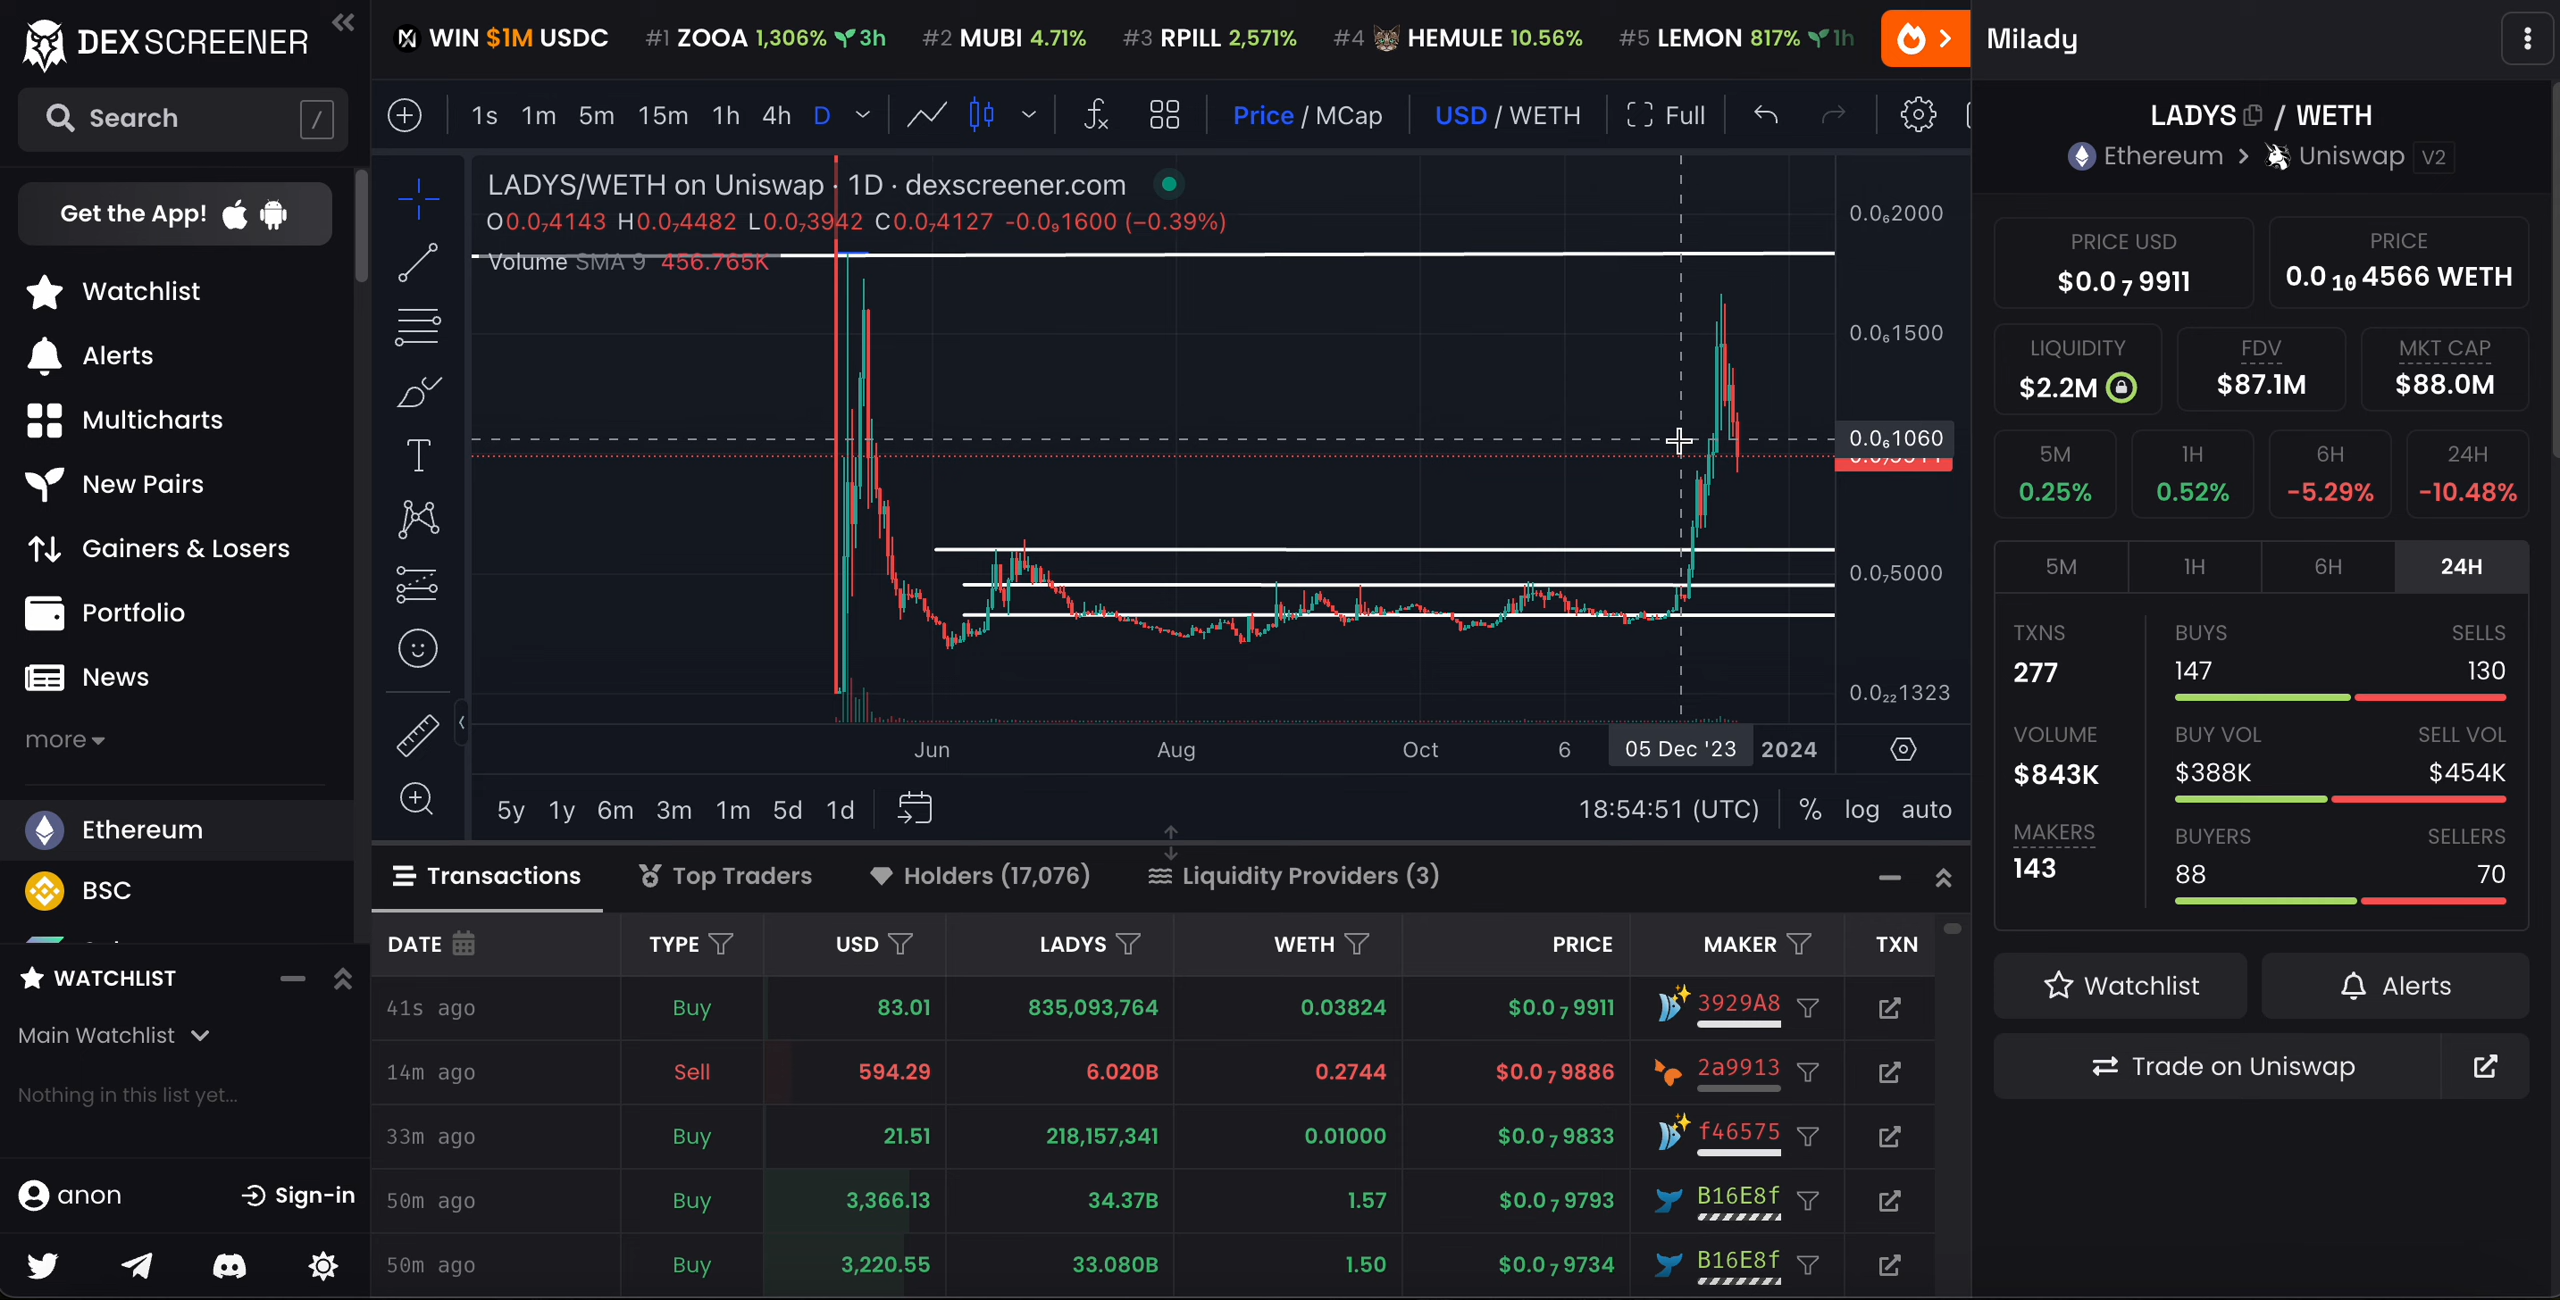 DEX SCREENER
Search /
Get the App!
Watchlist
Alerts
Multicharts
New Pairs
Gainers & Losers
Portfolio
News
more
Ethereum
BSC
WATCHLIST
Main Watchlist
Nothing in this list yet...
anon Sign-in
WIN $1M USDC #1 ZOOA 1,306% 3h #2 MUBI 4.71% #3 RPILL 2,571% #4 HEMULE 10.56% #5 LEMON 817% 1h
1s 1m 5m 15m 1h 4h D Price / MCap USD / WETH Full
LADYS/WETH on Uniswap · 1D · dexscreener.com
O0.0₇4143 H0.0₇4482 L0.0₇3942 C0.0₇4127 -0.0₉1600 (−0.39%)
Volume SMA 9 456.765K
0.0₆2000
0.0₆1500
0.0₆1060
0.0₇5000
0.0₂₂1323
Jun Aug Oct 6 05 Dec '23 2024
5y 1y 6m 3m 1m 5d 1d 18:54:51 (UTC) % log auto
Transactions Top Traders Holders (17,076) Liquidity Providers (3)
DATE TYPE USD LADYS WETH PRICE MAKER TXN
41s ago Buy 83.01 835,093,764 0.03824 $0.0₇9911 3929A8
14m ago Sell 594.29 6.020B 0.2744 $0.0₇9886 2a9913
33m ago Buy 21.51 218,157,341 0.01000 $0.0₇9833 f46575
50m ago Buy 3,366.13 34.37B 1.57 $0.0₇9793 B16E8f
50m ago Buy 3,220.55 33.080B 1.50 $0.0₇9734 B16E8f
Milady
LADYS / WETH
Ethereum > Uniswap V2
PRICE USD PRICE
$0.0₇9911 0.0₁₀4566 WETH
LIQUIDITY FDV MKT CAP
$2.2M $87.1M $88.0M
5M 1H 6H 24H
0.25% 0.52% -5.29% -10.48%
5M 1H 6H 24H
TXNS BUYS SELLS
277 147 130
VOLUME BUY VOL SELL VOL
$843K $388K $454K
MAKERS BUYERS SELLERS
143 88 70
Watchlist Alerts
Trade on Uniswap